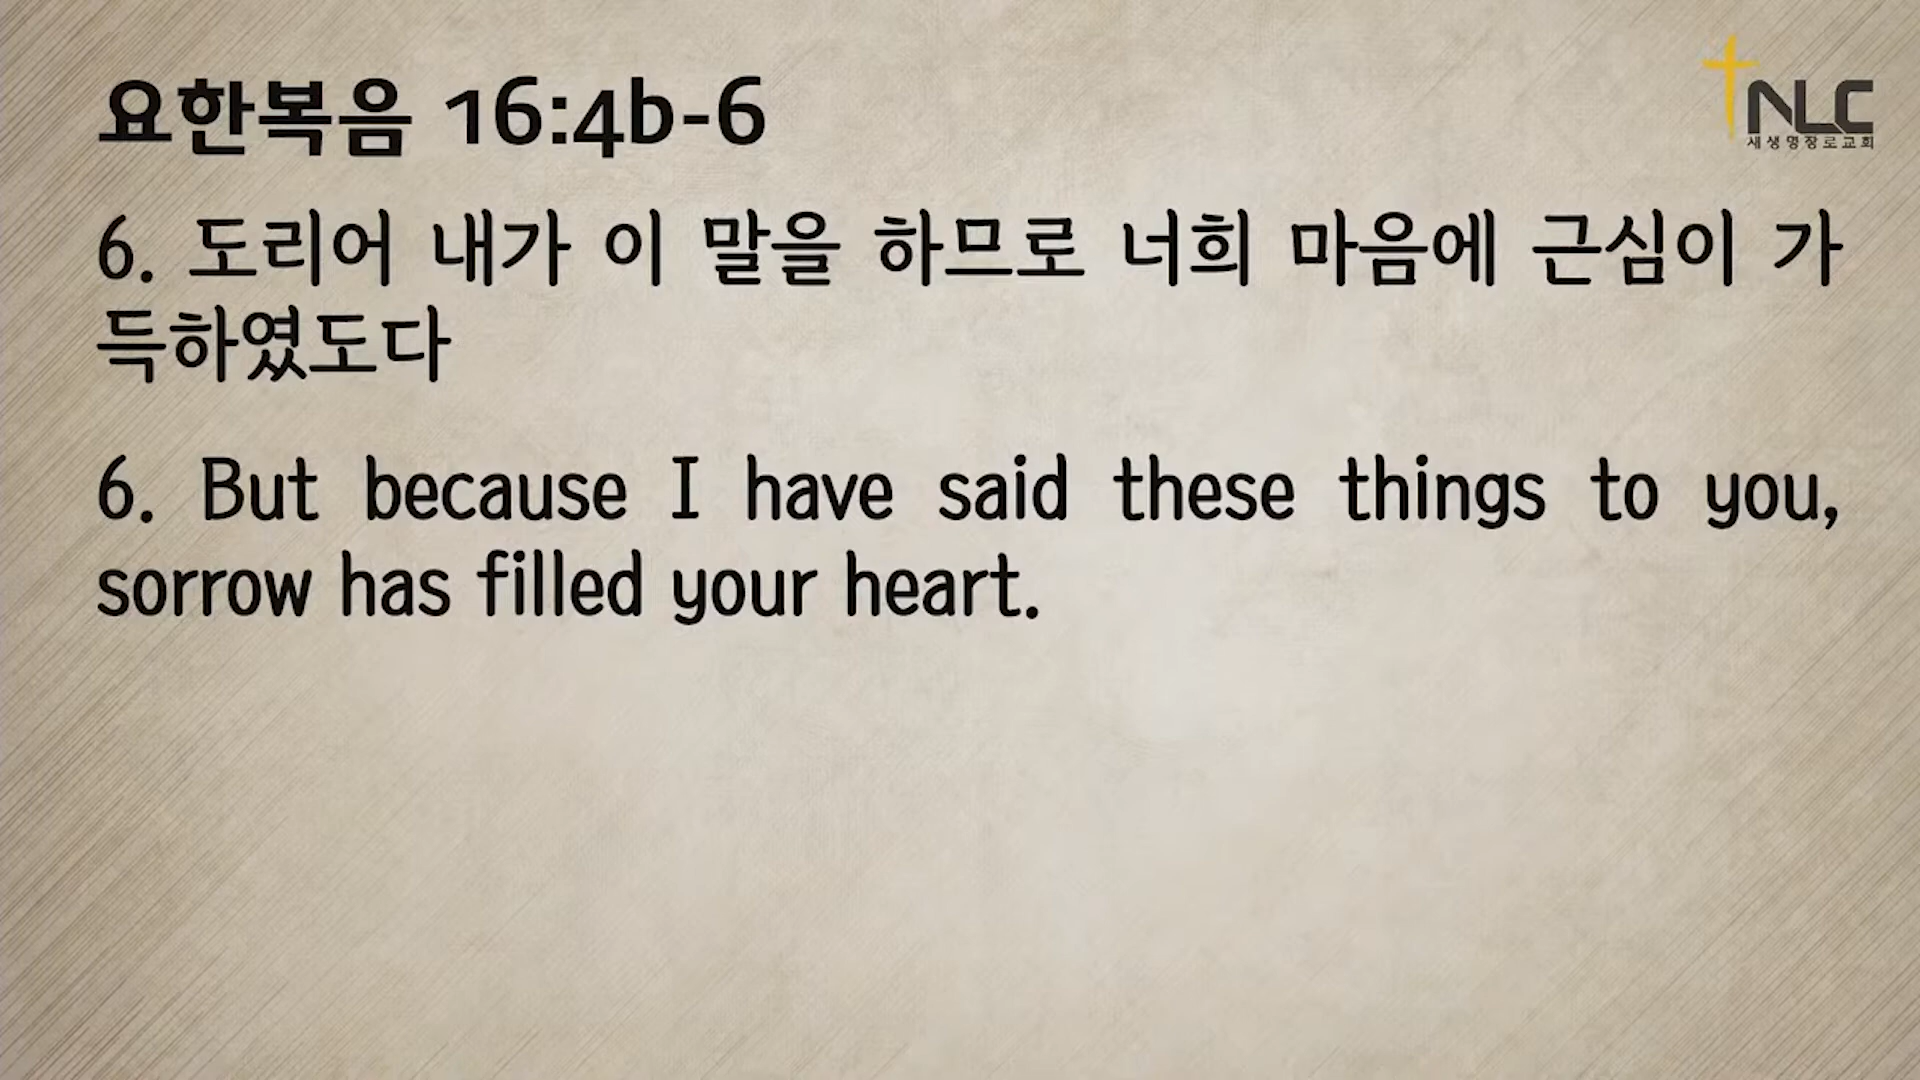 요한복음 16:4b-6
NLC
새생명장로교회
6. 도리어 내가 이 말을 하므로 너희 마음에 근심이 가
득하였도다
6. But because I have said these things to you,
sorrow has filled your heart.